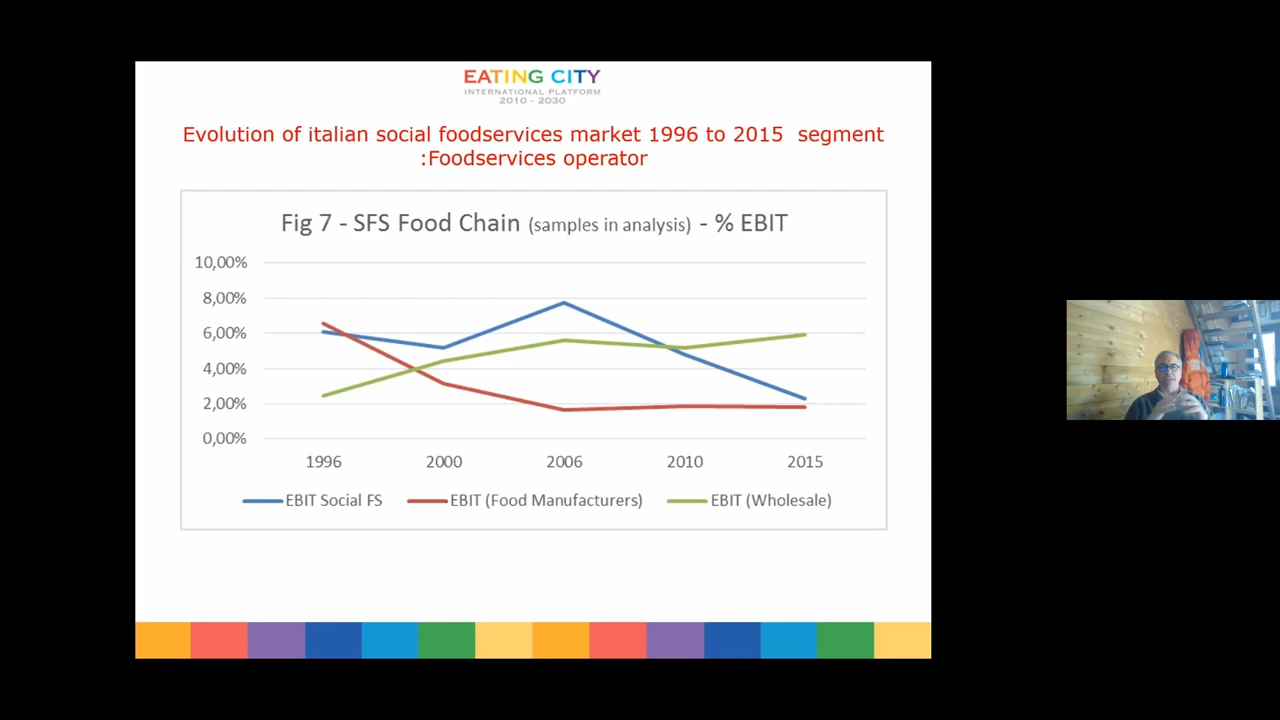 EATING CITY
INTERNATIONAL PLATFORM
2010 - 2030
Evolution of italian social foodservices market 1996 to 2015 segment
:Foodservices operator
Fig 7 - SFS Food Chain (samples in analysis) - % EBIT
10,00%
8,00%
6,00%
4,00%
2,00%
0,00%
1996 2000 2006 2010 2015
EBIT Social FS EBIT (Food Manufacturers) EBIT (Wholesale)